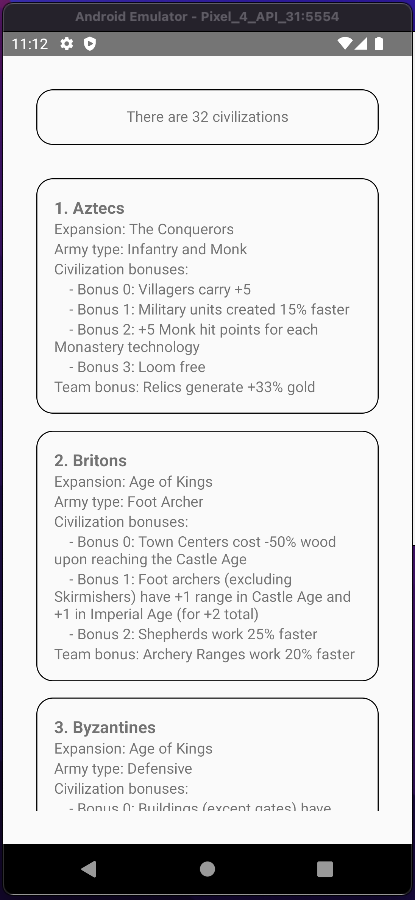 Android Emulator - Pixel_4_API_31:5554
11:12
There are 32 civilizations
1. Aztecs
Expansion: The Conquerors
Army type: Infantry and Monk
Civilization bonuses:
- Bonus 0: Villagers carry +5
- Bonus 1: Military units created 15% faster
- Bonus 2: +5 Monk hit points for each
Monastery technology
- Bonus 3: Loom free
Team bonus: Relics generate +33% gold
2. Britons
Expansion: Age of Kings
Army type: Foot Archer
Civilization bonuses:
- Bonus 0: Town Centers cost -50% wood
upon reaching the Castle Age
- Bonus 1: Foot archers (excluding
Skirmishers) have +1 range in Castle Age and
+1 in Imperial Age (for +2 total)
- Bonus 2: Shepherds work 25% faster
Team bonus: Archery Ranges work 20% faster
3. Byzantines
Expansion: Age of Kings
Army type: Defensive
Civilization bonuses:
- Bonus 0: Buildings (except gates) have